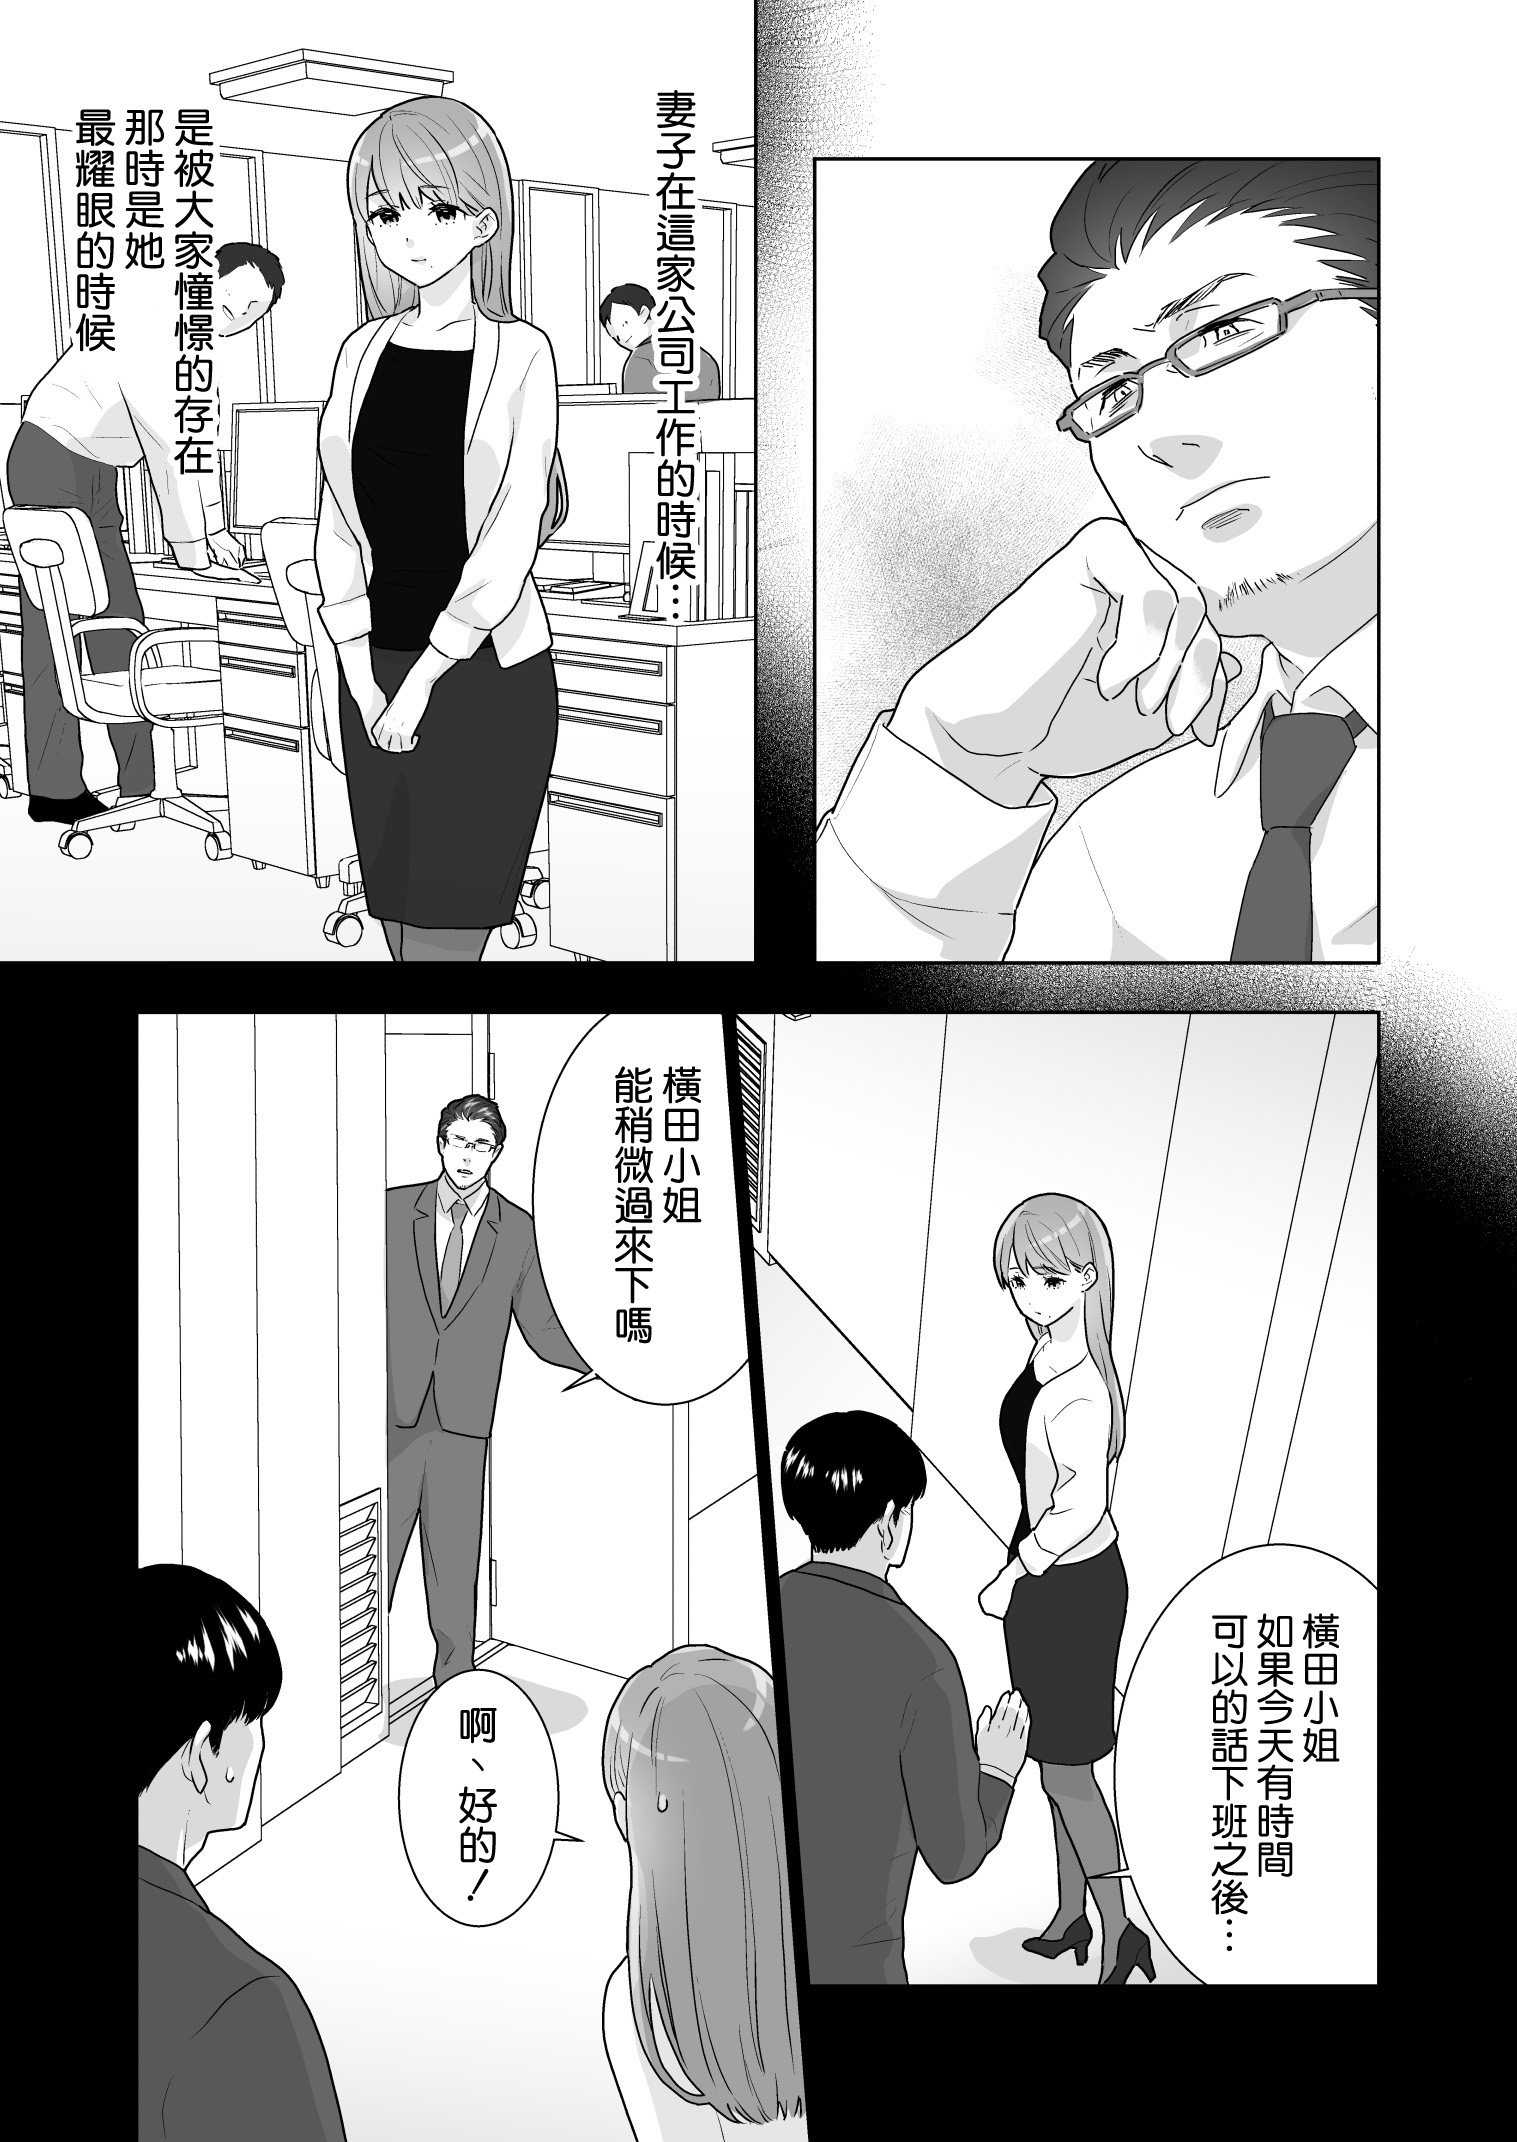 妻子在這家公司工作的時候…
是被大家憧憬的存在
那時是她
最耀眼的時候
橫田小姐
如果今天有時間
可以的話下班之後…
橫田小姐
能稍微過來下嗎
啊、好的！